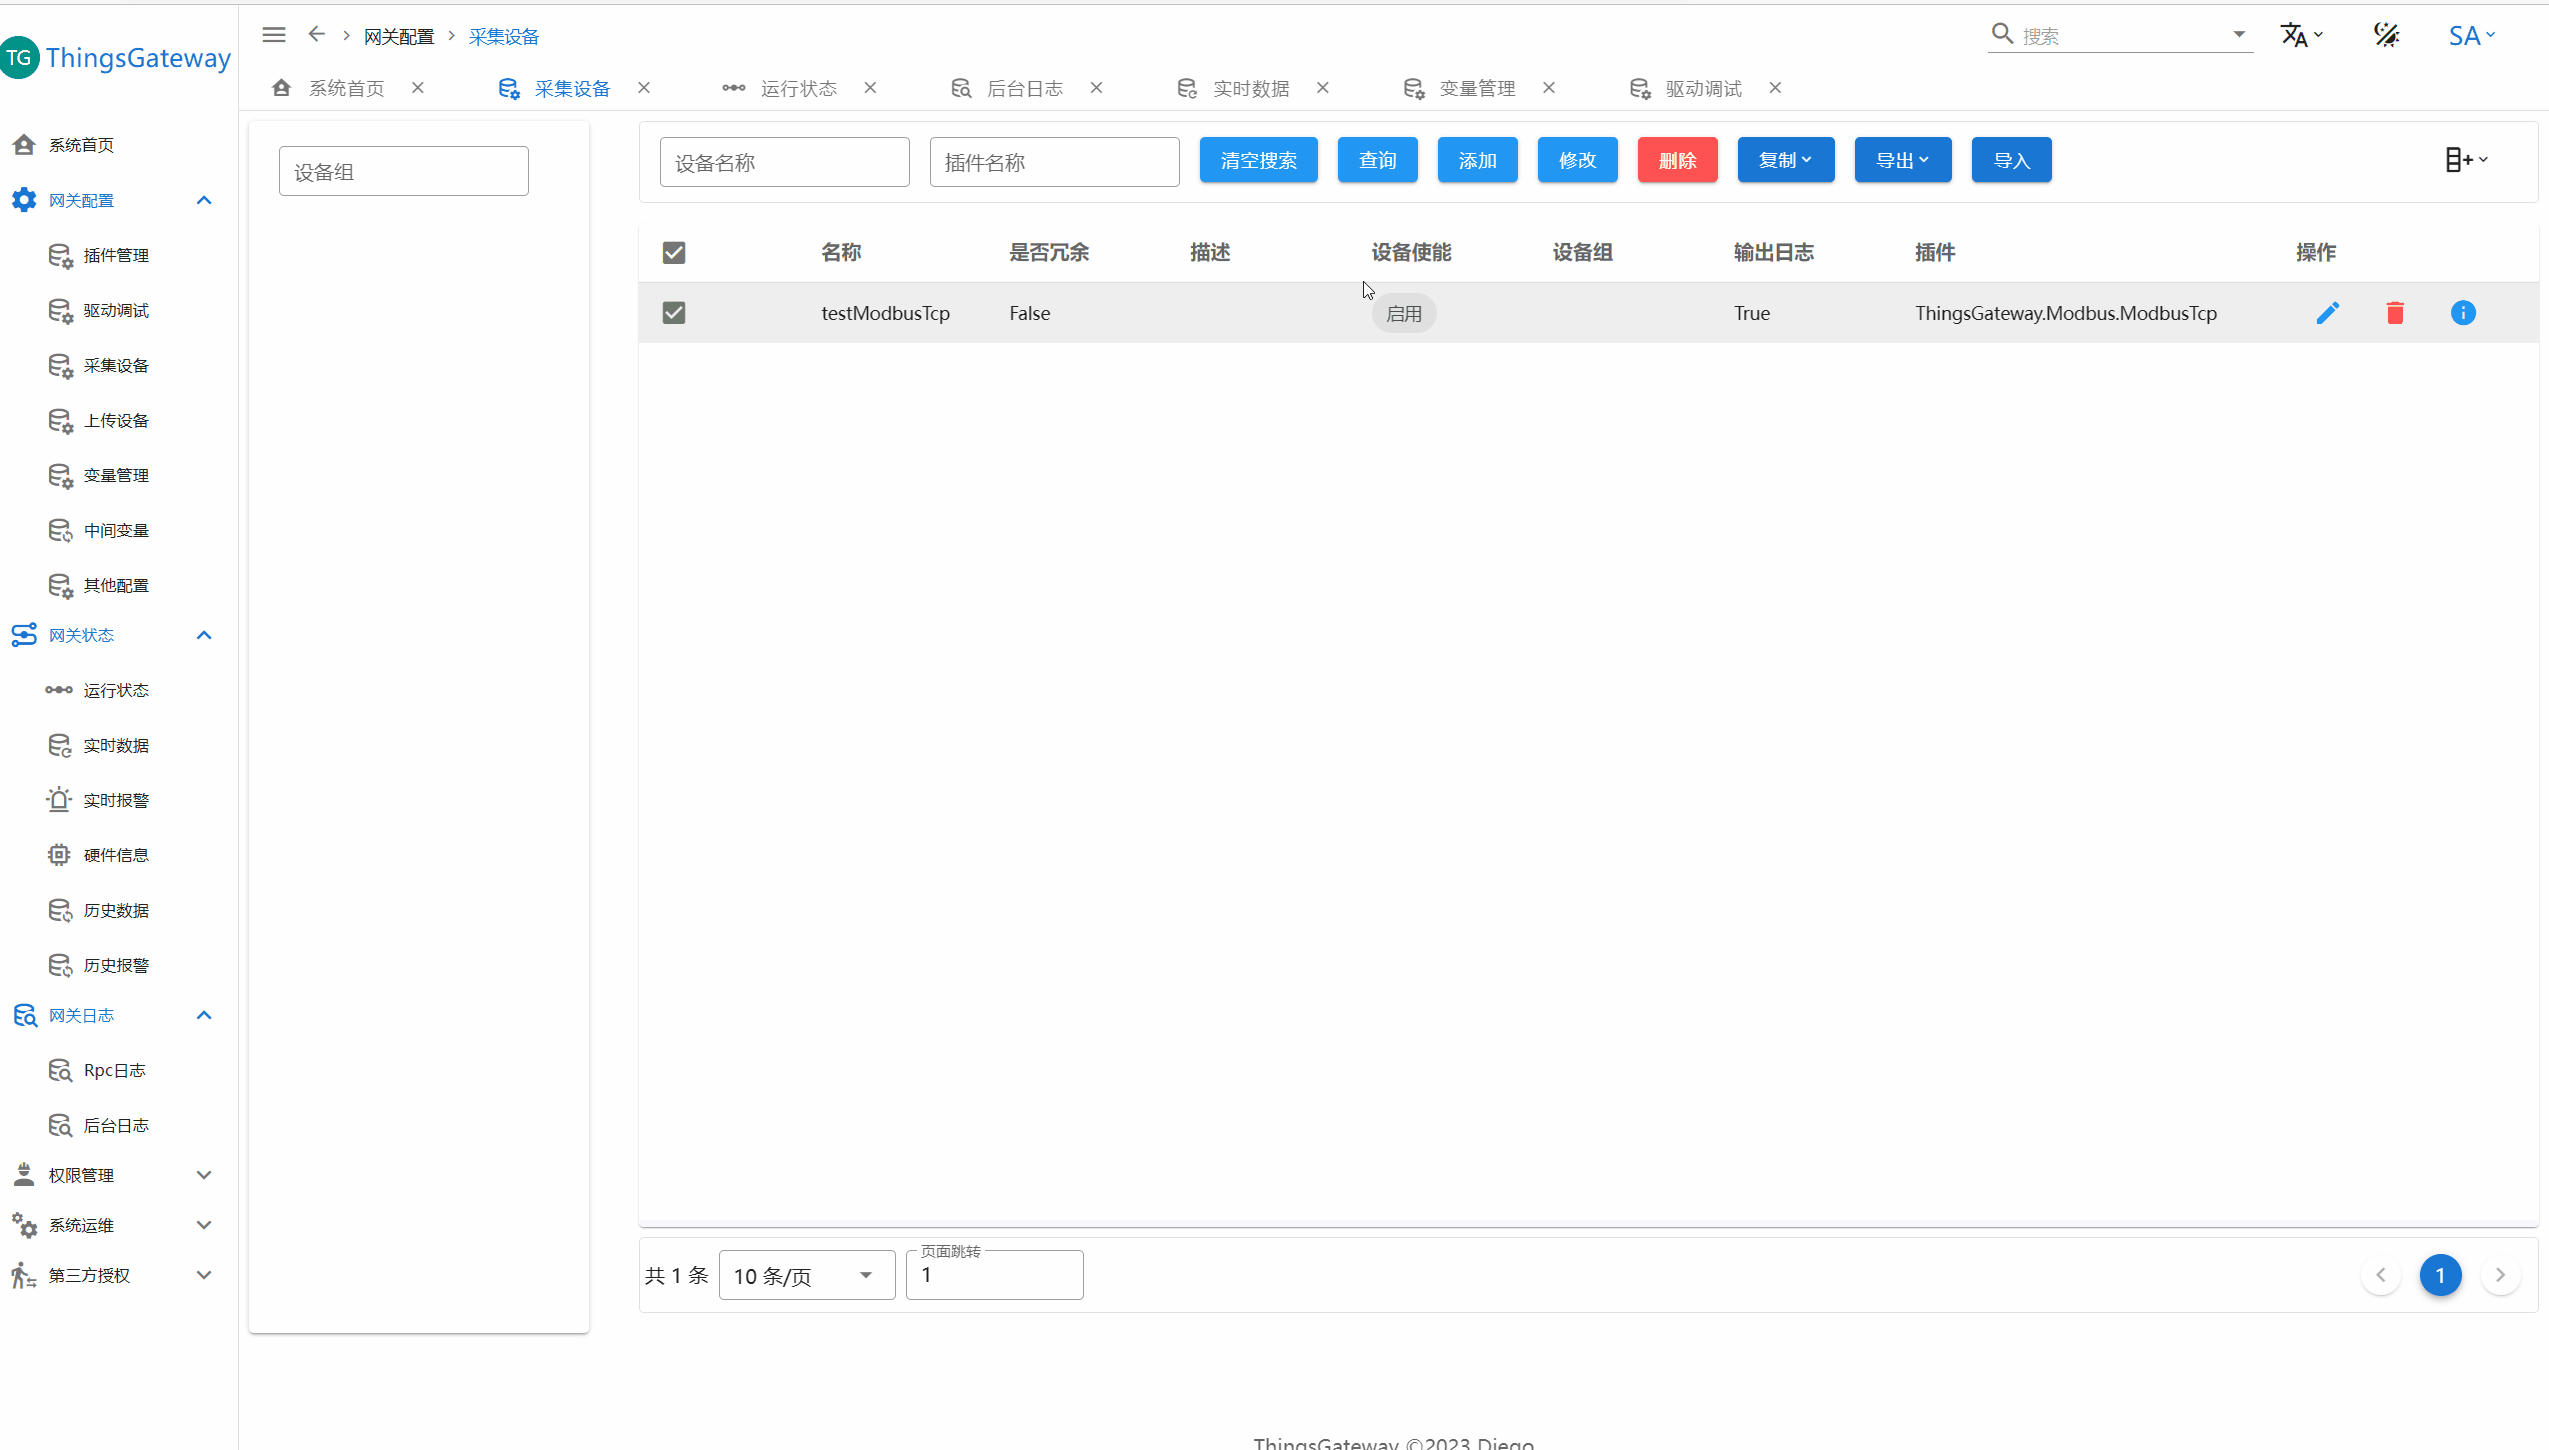 TG ThingsGateway
系统首页
网关配置
插件管理
驱动调试
采集设备
上传设备
变量管理
中间变量
其他配置
网关状态
运行状态
实时数据
实时报警
硬件信息
历史数据
历史报警
网关日志
Rpc日志
后台日志
权限管理
系统运维
第三方授权
网关配置 采集设备
搜索
SA
系统首页 采集设备 运行状态 后台日志 实时数据 变量管理 驱动调试
设备组
设备名称 插件名称 清空搜索 查询 添加 修改 删除 复制 导出 导入
名称 是否冗余 描述 设备使能 设备组 输出日志 插件 操作
testModbusTcp False 启用 True ThingsGateway.Modbus.ModbusTcp
页面跳转
共 1 条 10 条/页 1 1
ThingsGateway ©2023 Diego